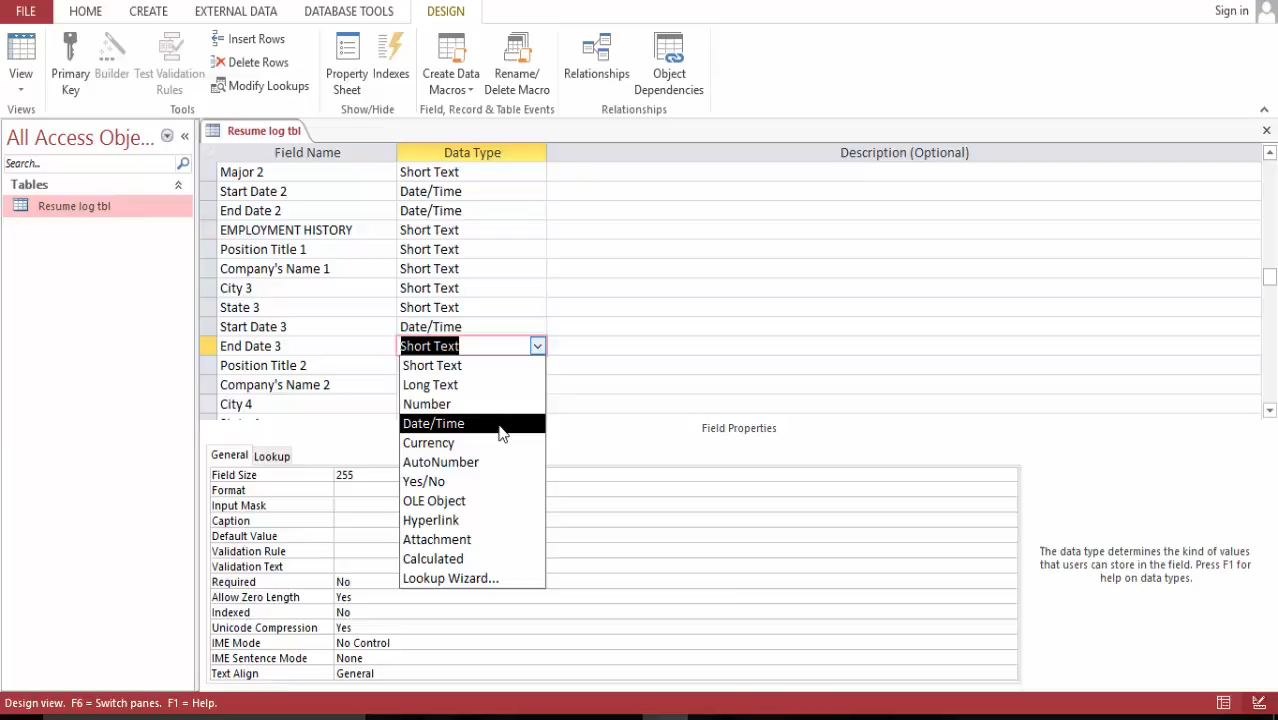 FILE HOME CREATE EXTERNAL DATA DATABASE TOOLS DESIGN Sign in
View
Views
Primary Key
Builder
Test Validation Rules
Insert Rows
Delete Rows
Modify Lookups
Tools
Property Sheet
Indexes
Show/Hide
Create Data Macros
Rename/ Delete Macro
Field, Record & Table Events
Relationships
Object Dependencies
Relationships
All Access Obje...
Search...
Tables
Resume log tbl
Resume log tbl
Field Name Data Type Description (Optional)
Major 2 Short Text
Start Date 2 Date/Time
End Date 2 Date/Time
EMPLOYMENT HISTORY Short Text
Position Title 1 Short Text
Company's Name 1 Short Text
City 3 Short Text
State 3 Short Text
Start Date 3 Date/Time
End Date 3 Short Text
Position Title 2
Company's Name 2
City 4
Short Text
Long Text
Number
Date/Time
Currency
AutoNumber
Yes/No
OLE Object
Hyperlink
Attachment
Calculated
Lookup Wizard...
Field Properties
General Lookup
Field Size 255
Format
Input Mask
Caption
Default Value
Validation Rule
Validation Text
Required No
Allow Zero Length Yes
Indexed No
Unicode Compression Yes
IME Mode No Control
IME Sentence Mode None
Text Align General
The data type determines the kind of values
that users can store in the field. Press F1 for
help on data types.
Design view. F6 = Switch panes. F1 = Help.